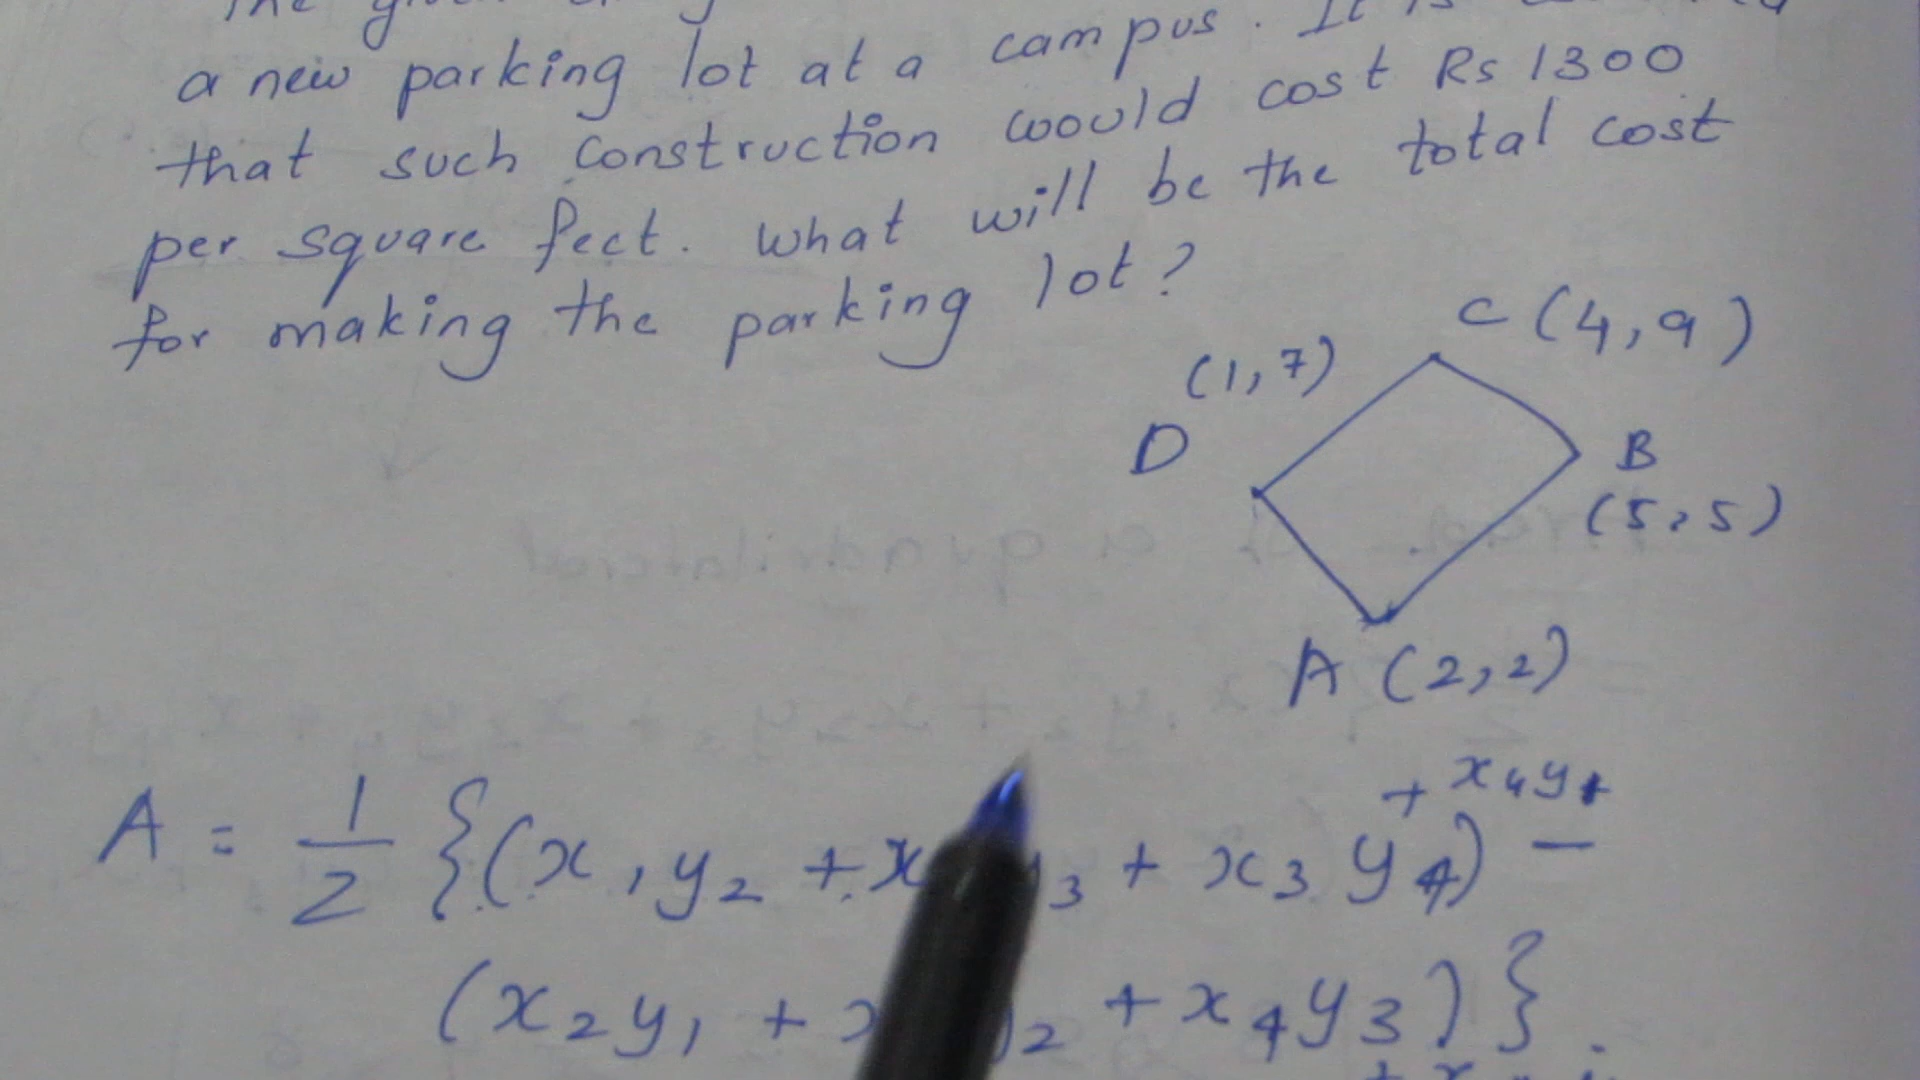 a new parking lot at a campus. It is
that such construction would cost Rs 1300
per square feet. What will be the total cost
for making the parking lot?
C (4,9)
(1,7)
D
B
(5,5)
A (2,2)
+ x4y1
A = 1/2 {(x1y2 + x 3 + x3 y4) -
(x2y1 + 2 + x4y3)}